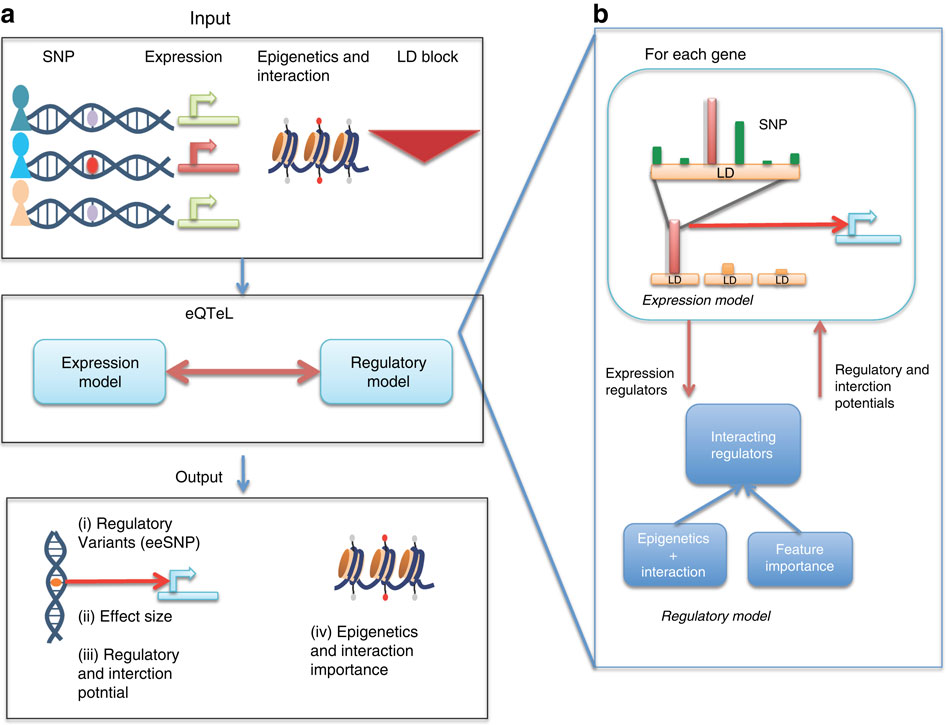 a
Input
SNP
Expression
Epigenetics and
interaction
LD block
eQTeL
Expression
model
Regulatory
model
Output
(i) Regulatory
Variants (eeSNP)
(ii) Effect size
(iii) Regulatory
and interction
potntial
(iv) Epigenetics
and interaction
importance
b
For each gene
SNP
LD
LD
LD
LD
Expression model
Expression
regulators
Regulatory and
interction
potentials
Interacting
regulators
Epigenetics
+
interaction
Feature
importance
Regulatory model